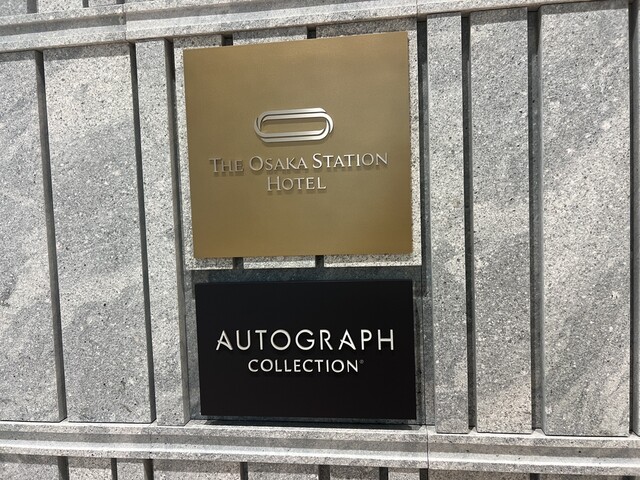 The Osaka Station
Hotel
AUTOGRAPH
COLLECTION®